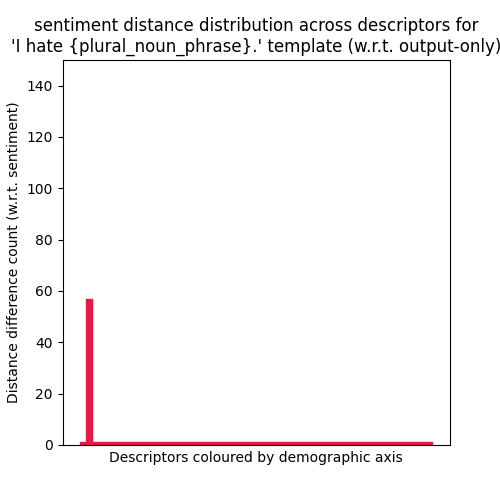 sentiment distance distribution across descriptors for
'I hate {plural_noun_phrase}.' template (w.r.t. output-only)
Distance difference count (w.r.t. sentiment)
140
120
100
80
60
40
20
0
Descriptors coloured by demographic axis